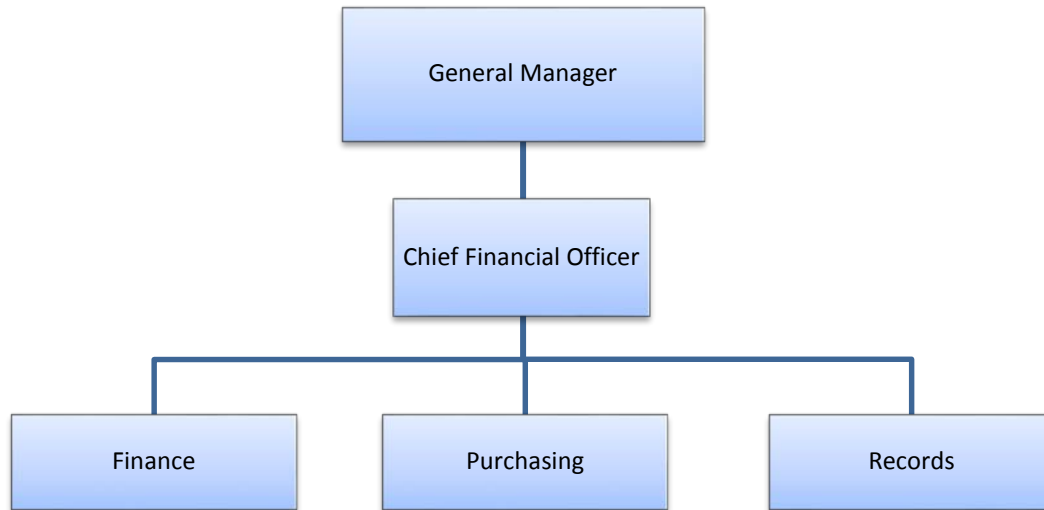 General Manager
Chief Financial Officer
Finance
Purchasing
Records